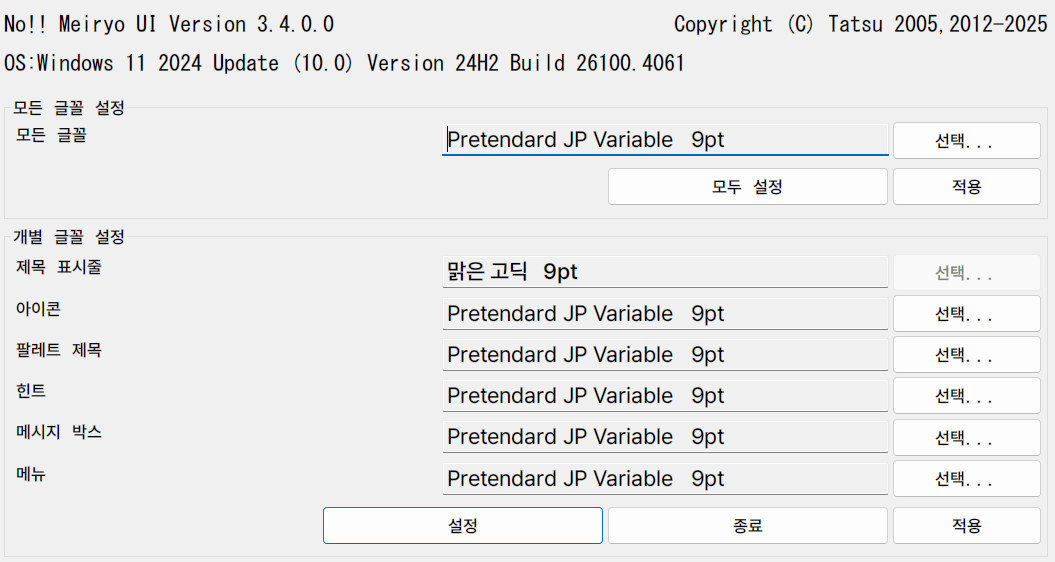 No!! Meiryo UI Version 3.4.0.0 Copyright (C) Tatsu 2005,2012-2025
OS:Windows 11 2024 Update (10.0) Version 24H2 Build 26100.4061
모든 글꼴 설정
모든 글꼴 Pretendard JP Variable 9pt 선택...
모두 설정 적용
개별 글꼴 설정
제목 표시줄 맑은 고딕 9pt 선택...
아이콘 Pretendard JP Variable 9pt 선택...
팔레트 제목 Pretendard JP Variable 9pt 선택...
힌트 Pretendard JP Variable 9pt 선택...
메시지 박스 Pretendard JP Variable 9pt 선택...
메뉴 Pretendard JP Variable 9pt 선택...
설정 종료 적용